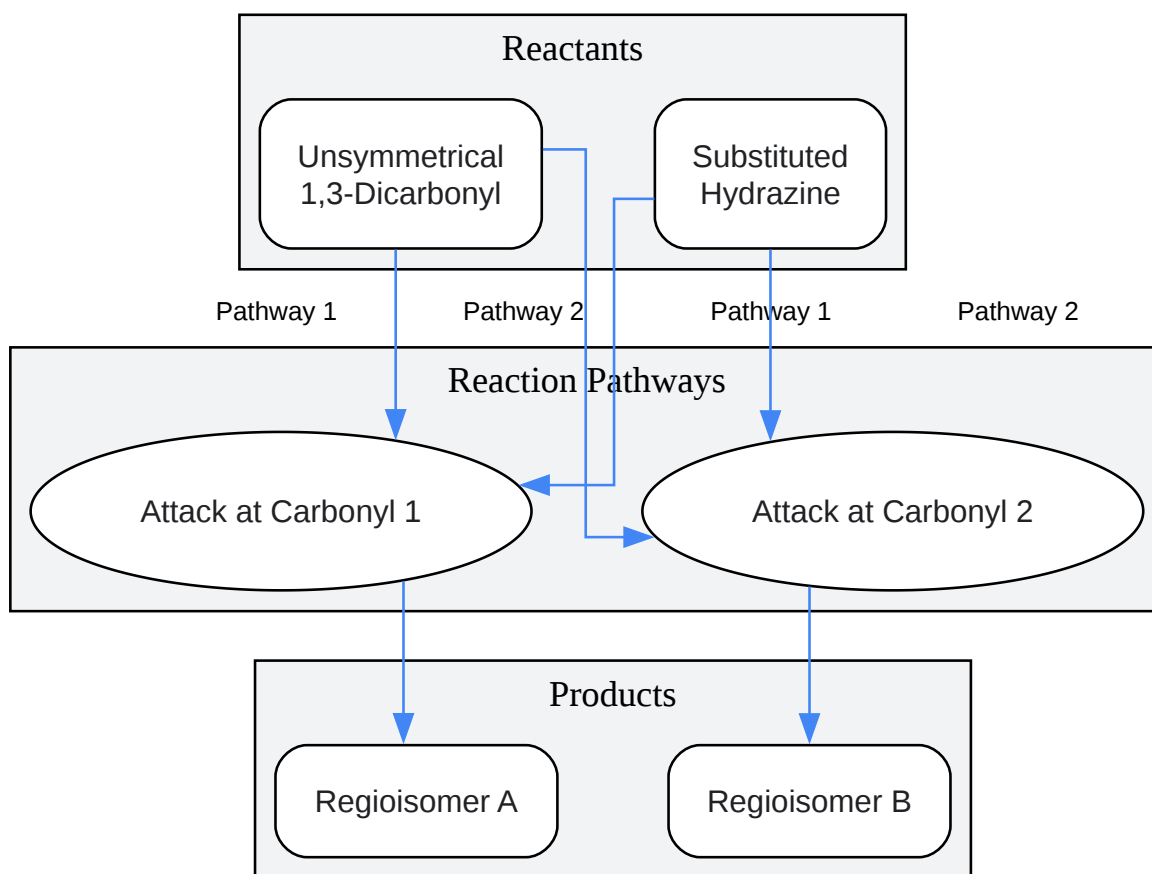 Reactants
Unsymmetrical
1,3-Dicarbonyl
Substituted
Hydrazine
Pathway 1
Pathway 2
Pathway 1
Pathway 2
Reaction Pathways
Attack at Carbonyl 1
Attack at Carbonyl 2
Products
Regioisomer A
Regioisomer B